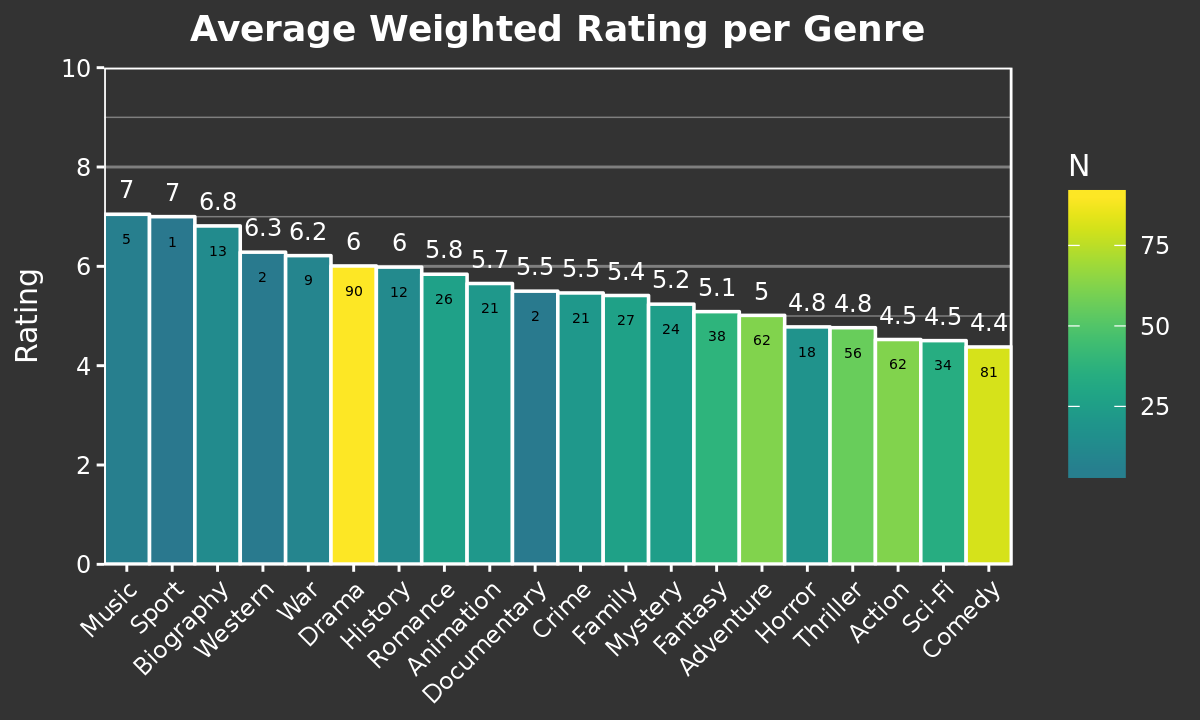 Average Weighted Rating per Genre
Rating
10
8
6
4
2
0
7 7 6.8 6.3 6.2 6 6 5.8 5.7 5.5 5.5 5.4 5.2 5.1 5 4.8 4.8 4.5 4.5 4.4
5 1 13 2 9 90 12 26 21 2 21 27 24 38 62 18 56 62 34 81
Music Sport Biography Western War Drama History Romance Animation Documentary Crime Family Mystery Fantasy Adventure Horror Thriller Action Sci-Fi Comedy
N
75
50
25